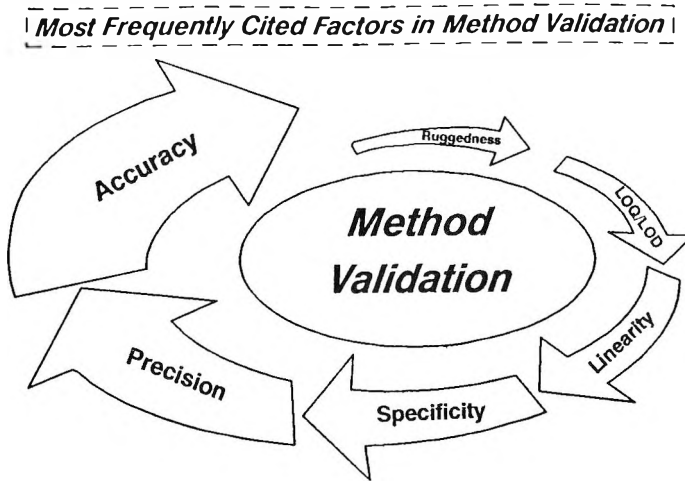 Most Frequently Cited Factors in Method Validation
Accuracy
Ruggedness
LOQ/LOD
Linearity
Specificity
Precision
Method
Validation